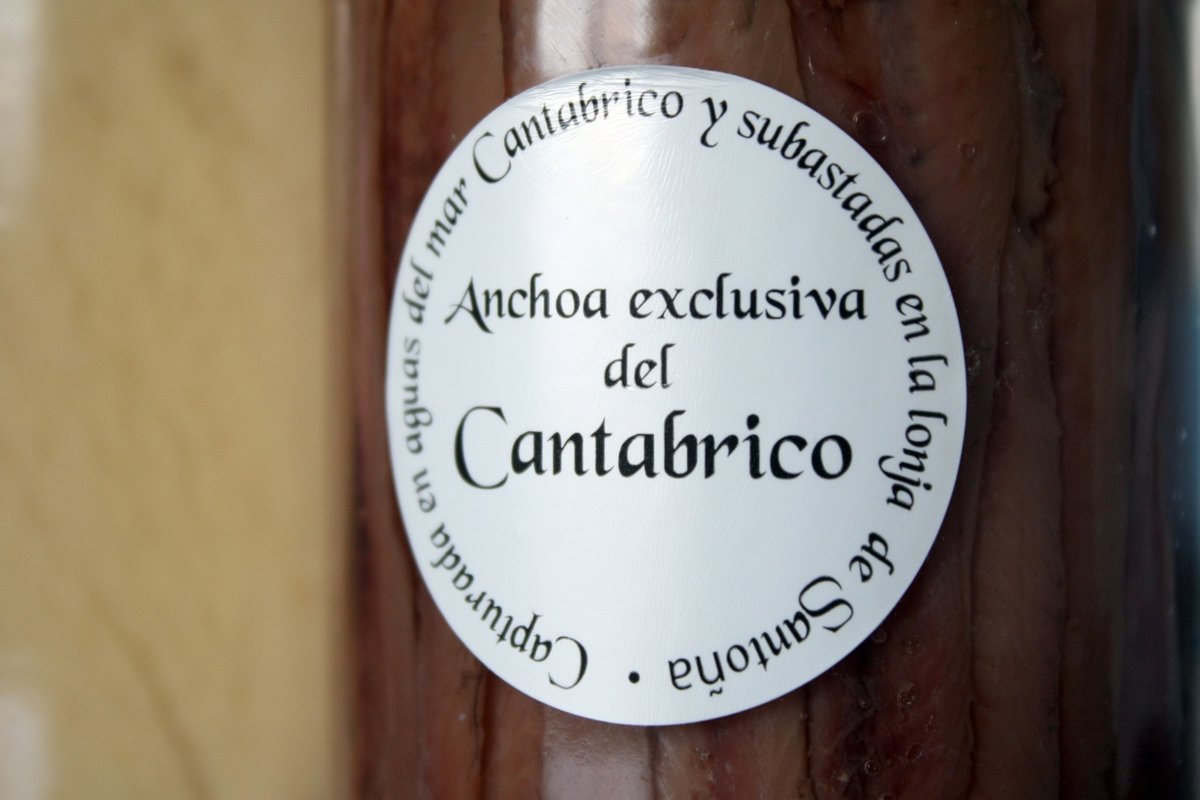 Capturada en aguas del mar Cantabrico y subastadas en la lonja de Santoña •
Anchoa exclusiva
del
Cantabrico